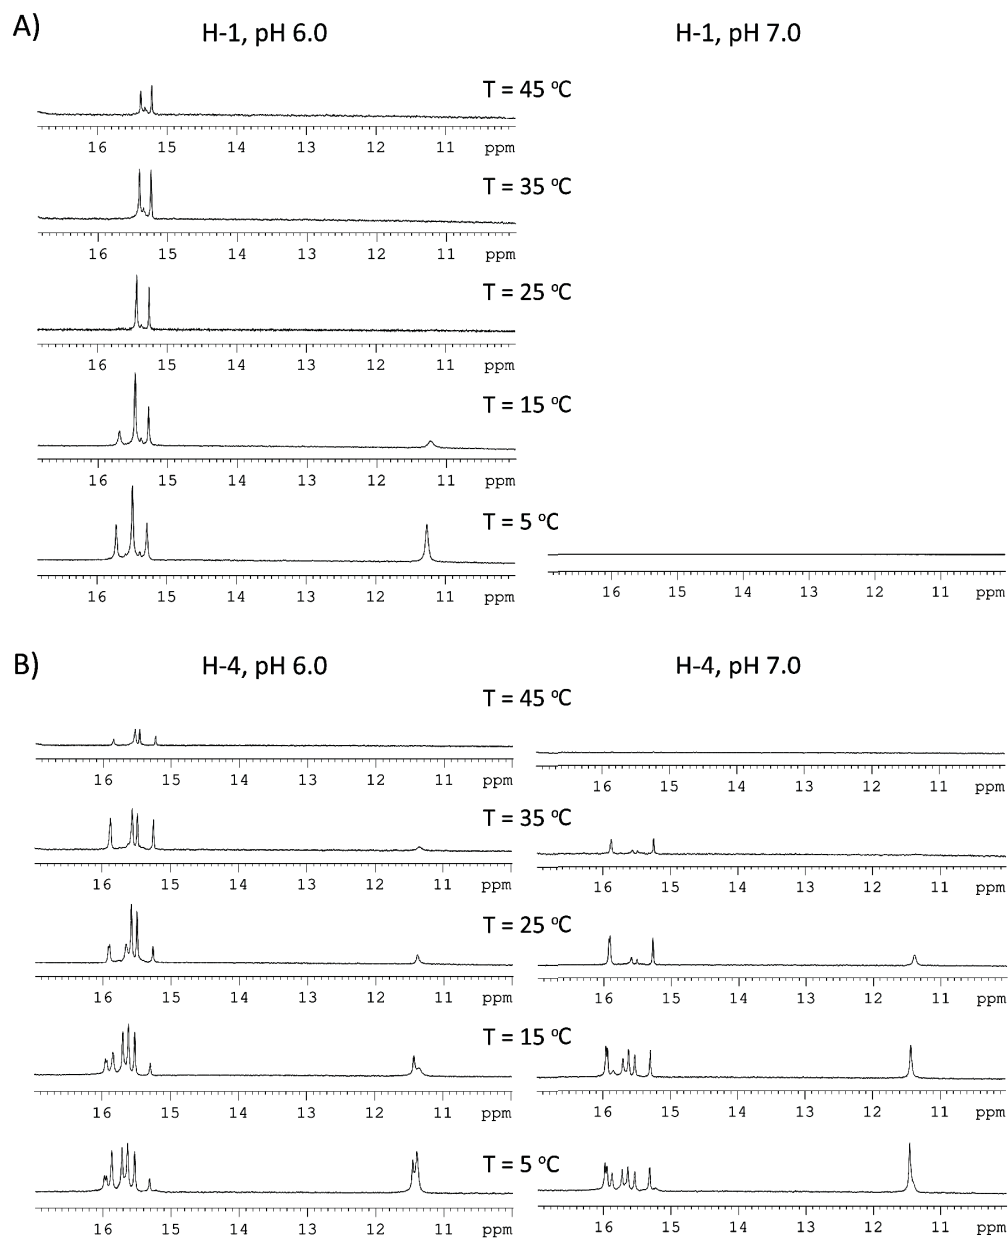 A)
H-1, pH 6.0 H-1, pH 7.0
T = 45 °C
16 15 14 13 12 11 ppm
T = 35 °C
16 15 14 13 12 11 ppm
T = 25 °C
16 15 14 13 12 11 ppm
T = 15 °C
16 15 14 13 12 11 ppm
T = 5 °C
16 15 14 13 12 11 ppm 16 15 14 13 12 11 ppm
B)
H-4, pH 6.0 H-4, pH 7.0
T = 45 °C
16 15 14 13 12 11 ppm 16 15 14 13 12 11 ppm
T = 35 °C
16 15 14 13 12 11 ppm 16 15 14 13 12 11 ppm
T = 25 °C
16 15 14 13 12 11 ppm 16 15 14 13 12 11 ppm
T = 15 °C
16 15 14 13 12 11 ppm 16 15 14 13 12 11 ppm
T = 5 °C
16 15 14 13 12 11 ppm 16 15 14 13 12 11 ppm